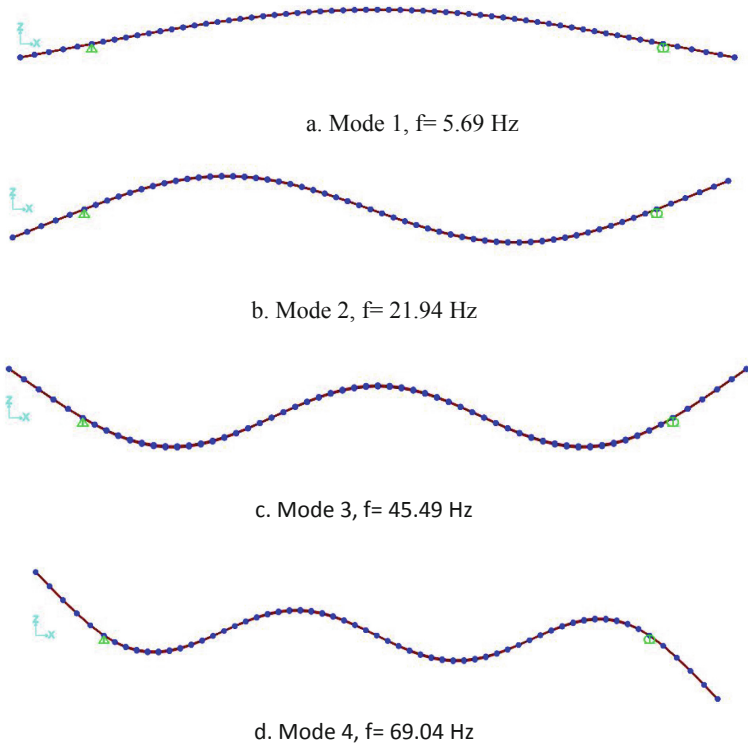 Z
X
a. Mode 1, f= 5.69 Hz
Z
X
b. Mode 2, f= 21.94 Hz
Z
X
c. Mode 3, f= 45.49 Hz
Z
X
d. Mode 4, f= 69.04 Hz